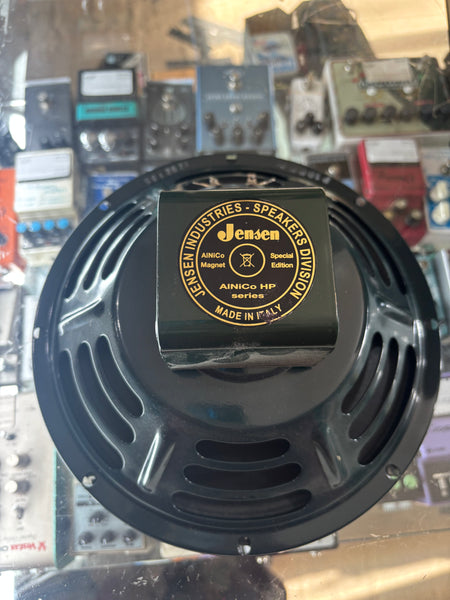 JENSEN INDUSTRIES - SPEAKERS DIVISION
Jensen
AlNiCo
Magnet
Special
Edition
AlNiCo HP
series
MADE IN ITALY